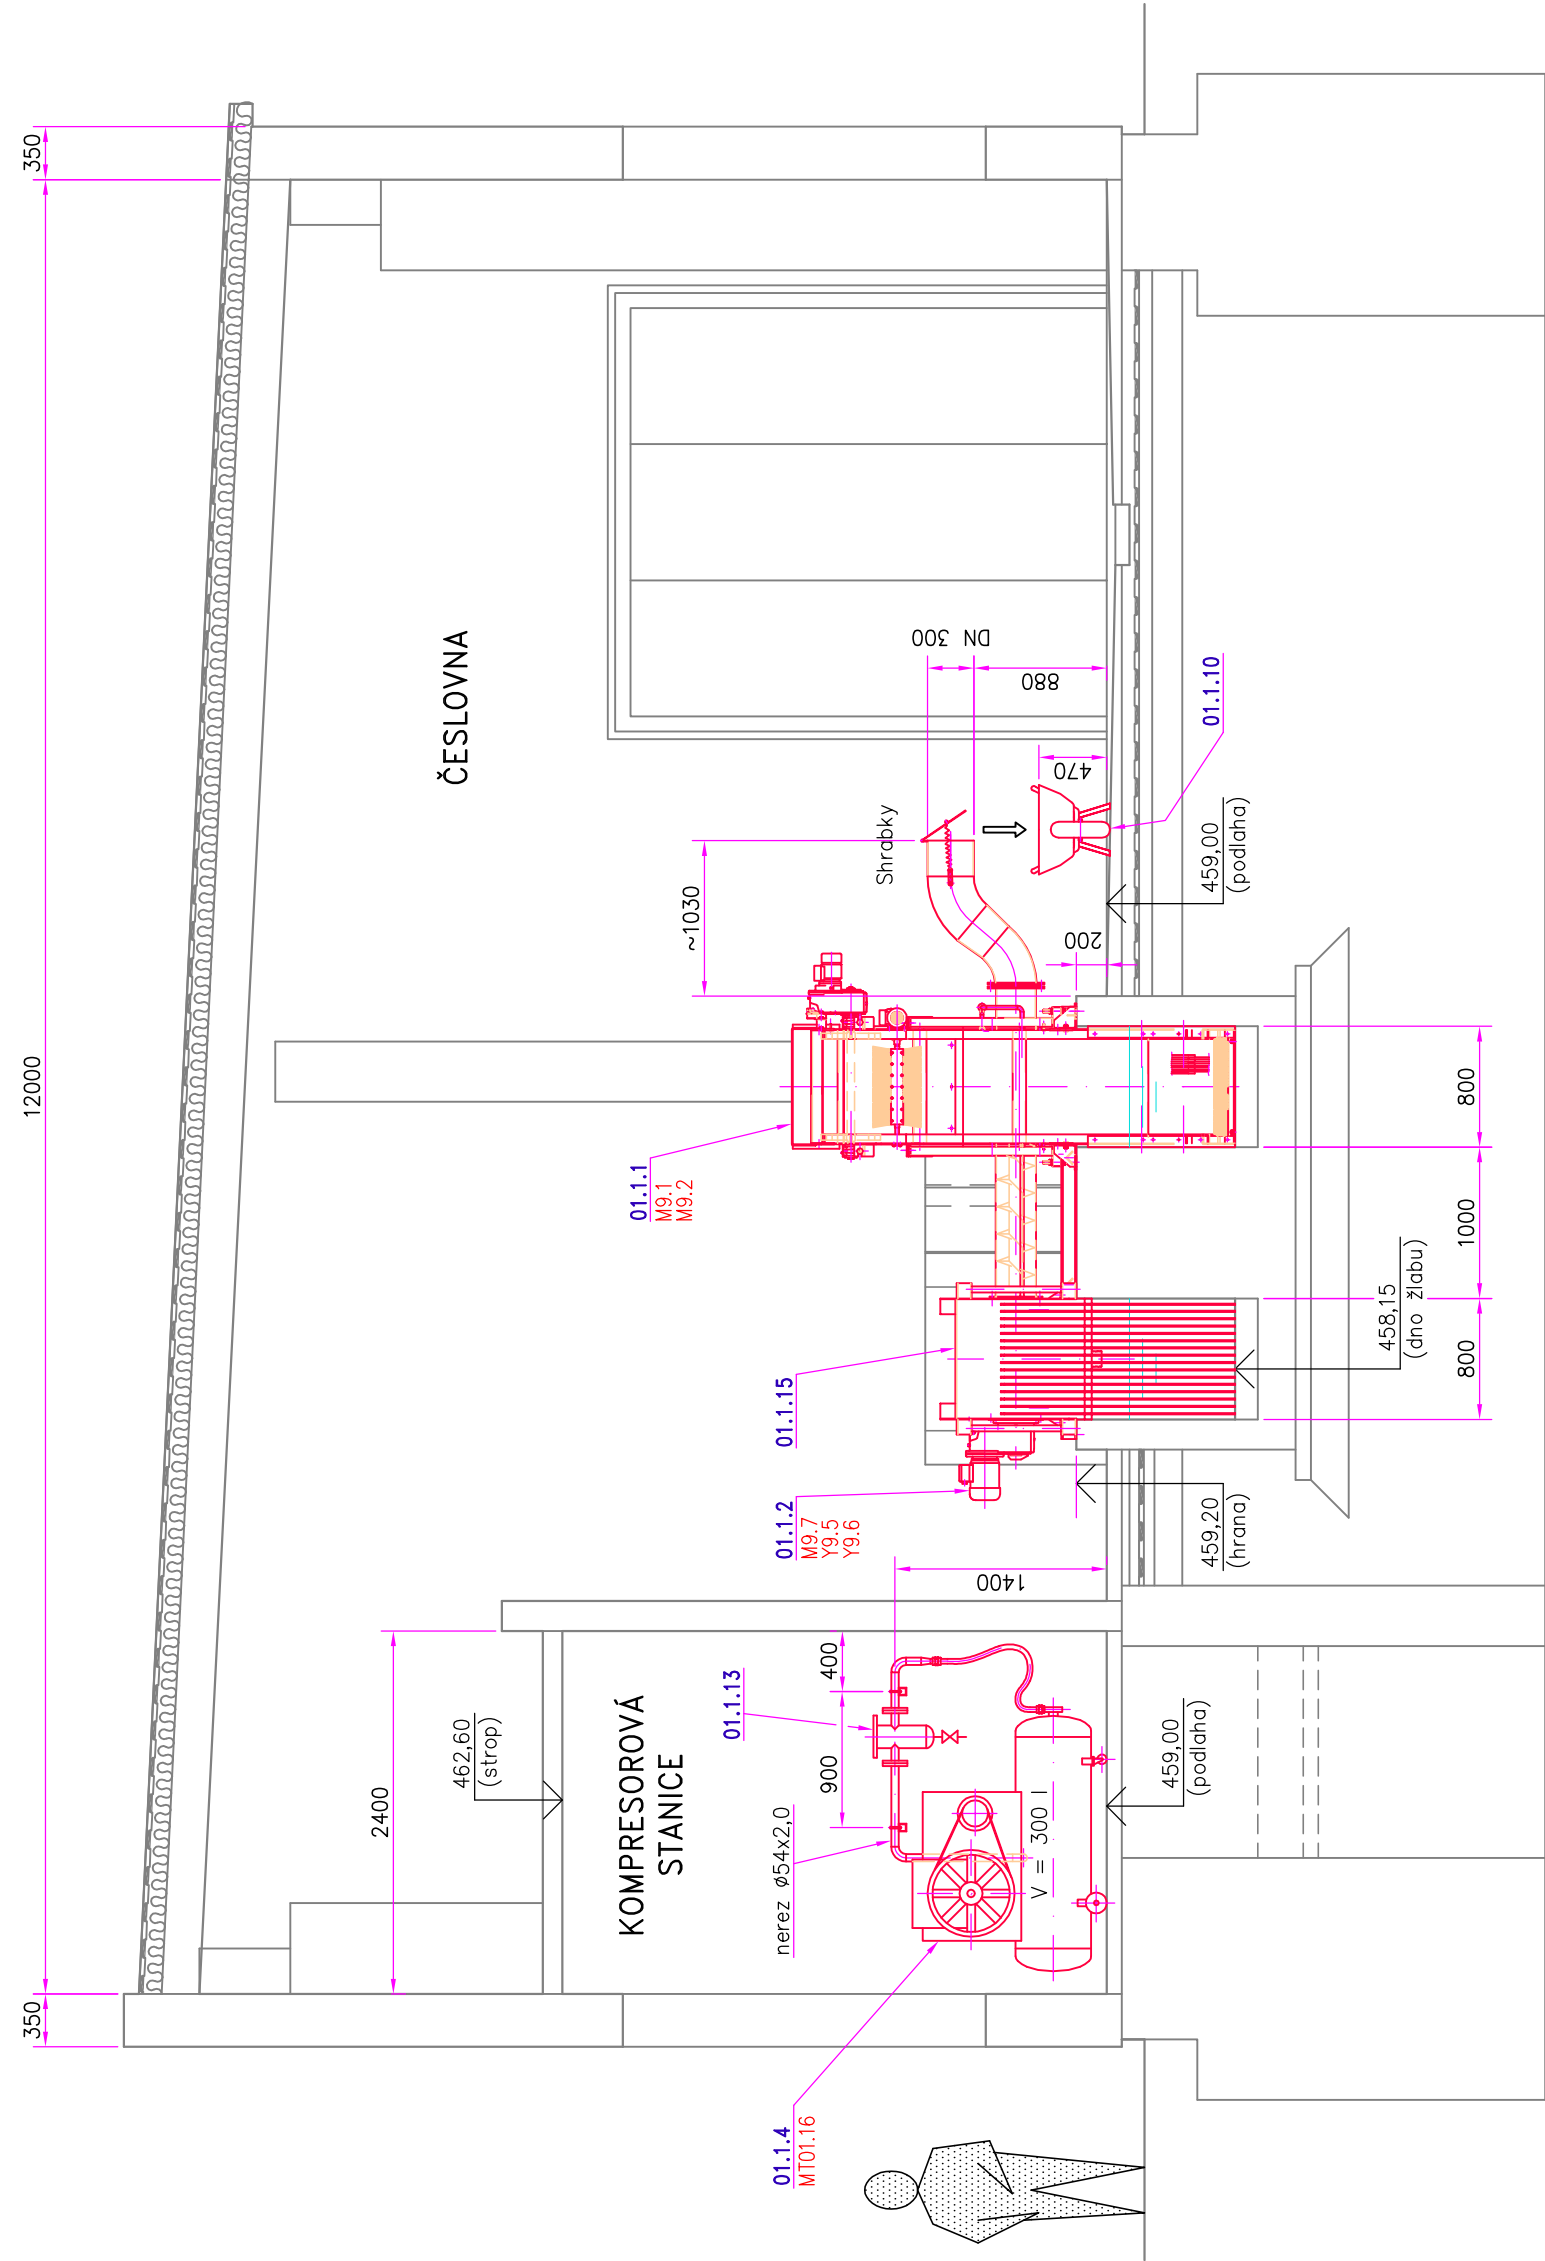 350
12000
350
2400
462,60
(strop)
KOMPRESOROVÁ
STANICE
ČESLOVNA
01.1.4
MT01.16
nerez ø54x2,0
01.1.13
900
400
V = 300 l
459,00
(podlaha)
1400
01.1.2
M9.7
Y9.5
Y9.6
01.1.15
01.1.1
M9.1
M9.2
459,20
(hrana)
458,15
(dno žlabu)
800
1000
800
~1030
Shrabky
DN 300
880
470
200
459,00
(podlaha)
01.1.10